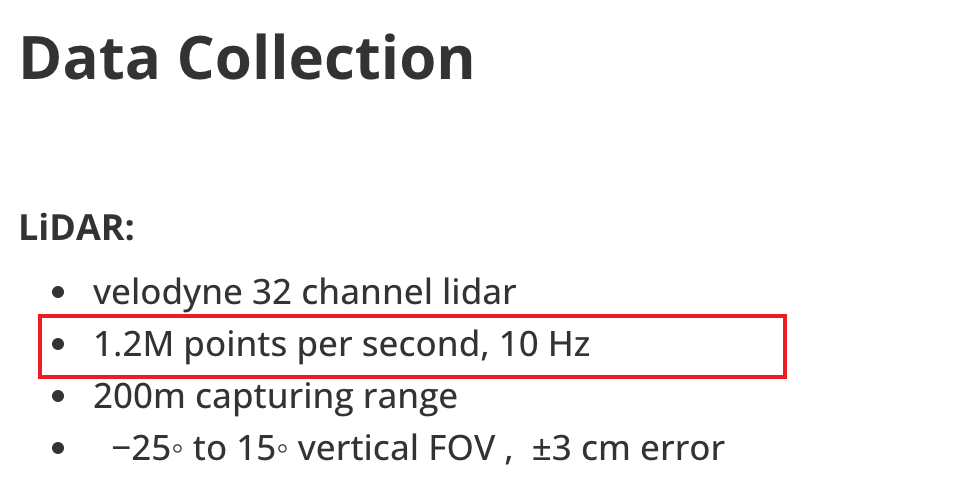 Data Collection
LiDAR:
• velodyne 32 channel lidar
• 1.2M points per second, 10 Hz
• 200m capturing range
• −25◦ to 15◦ vertical FOV , ±3 cm error